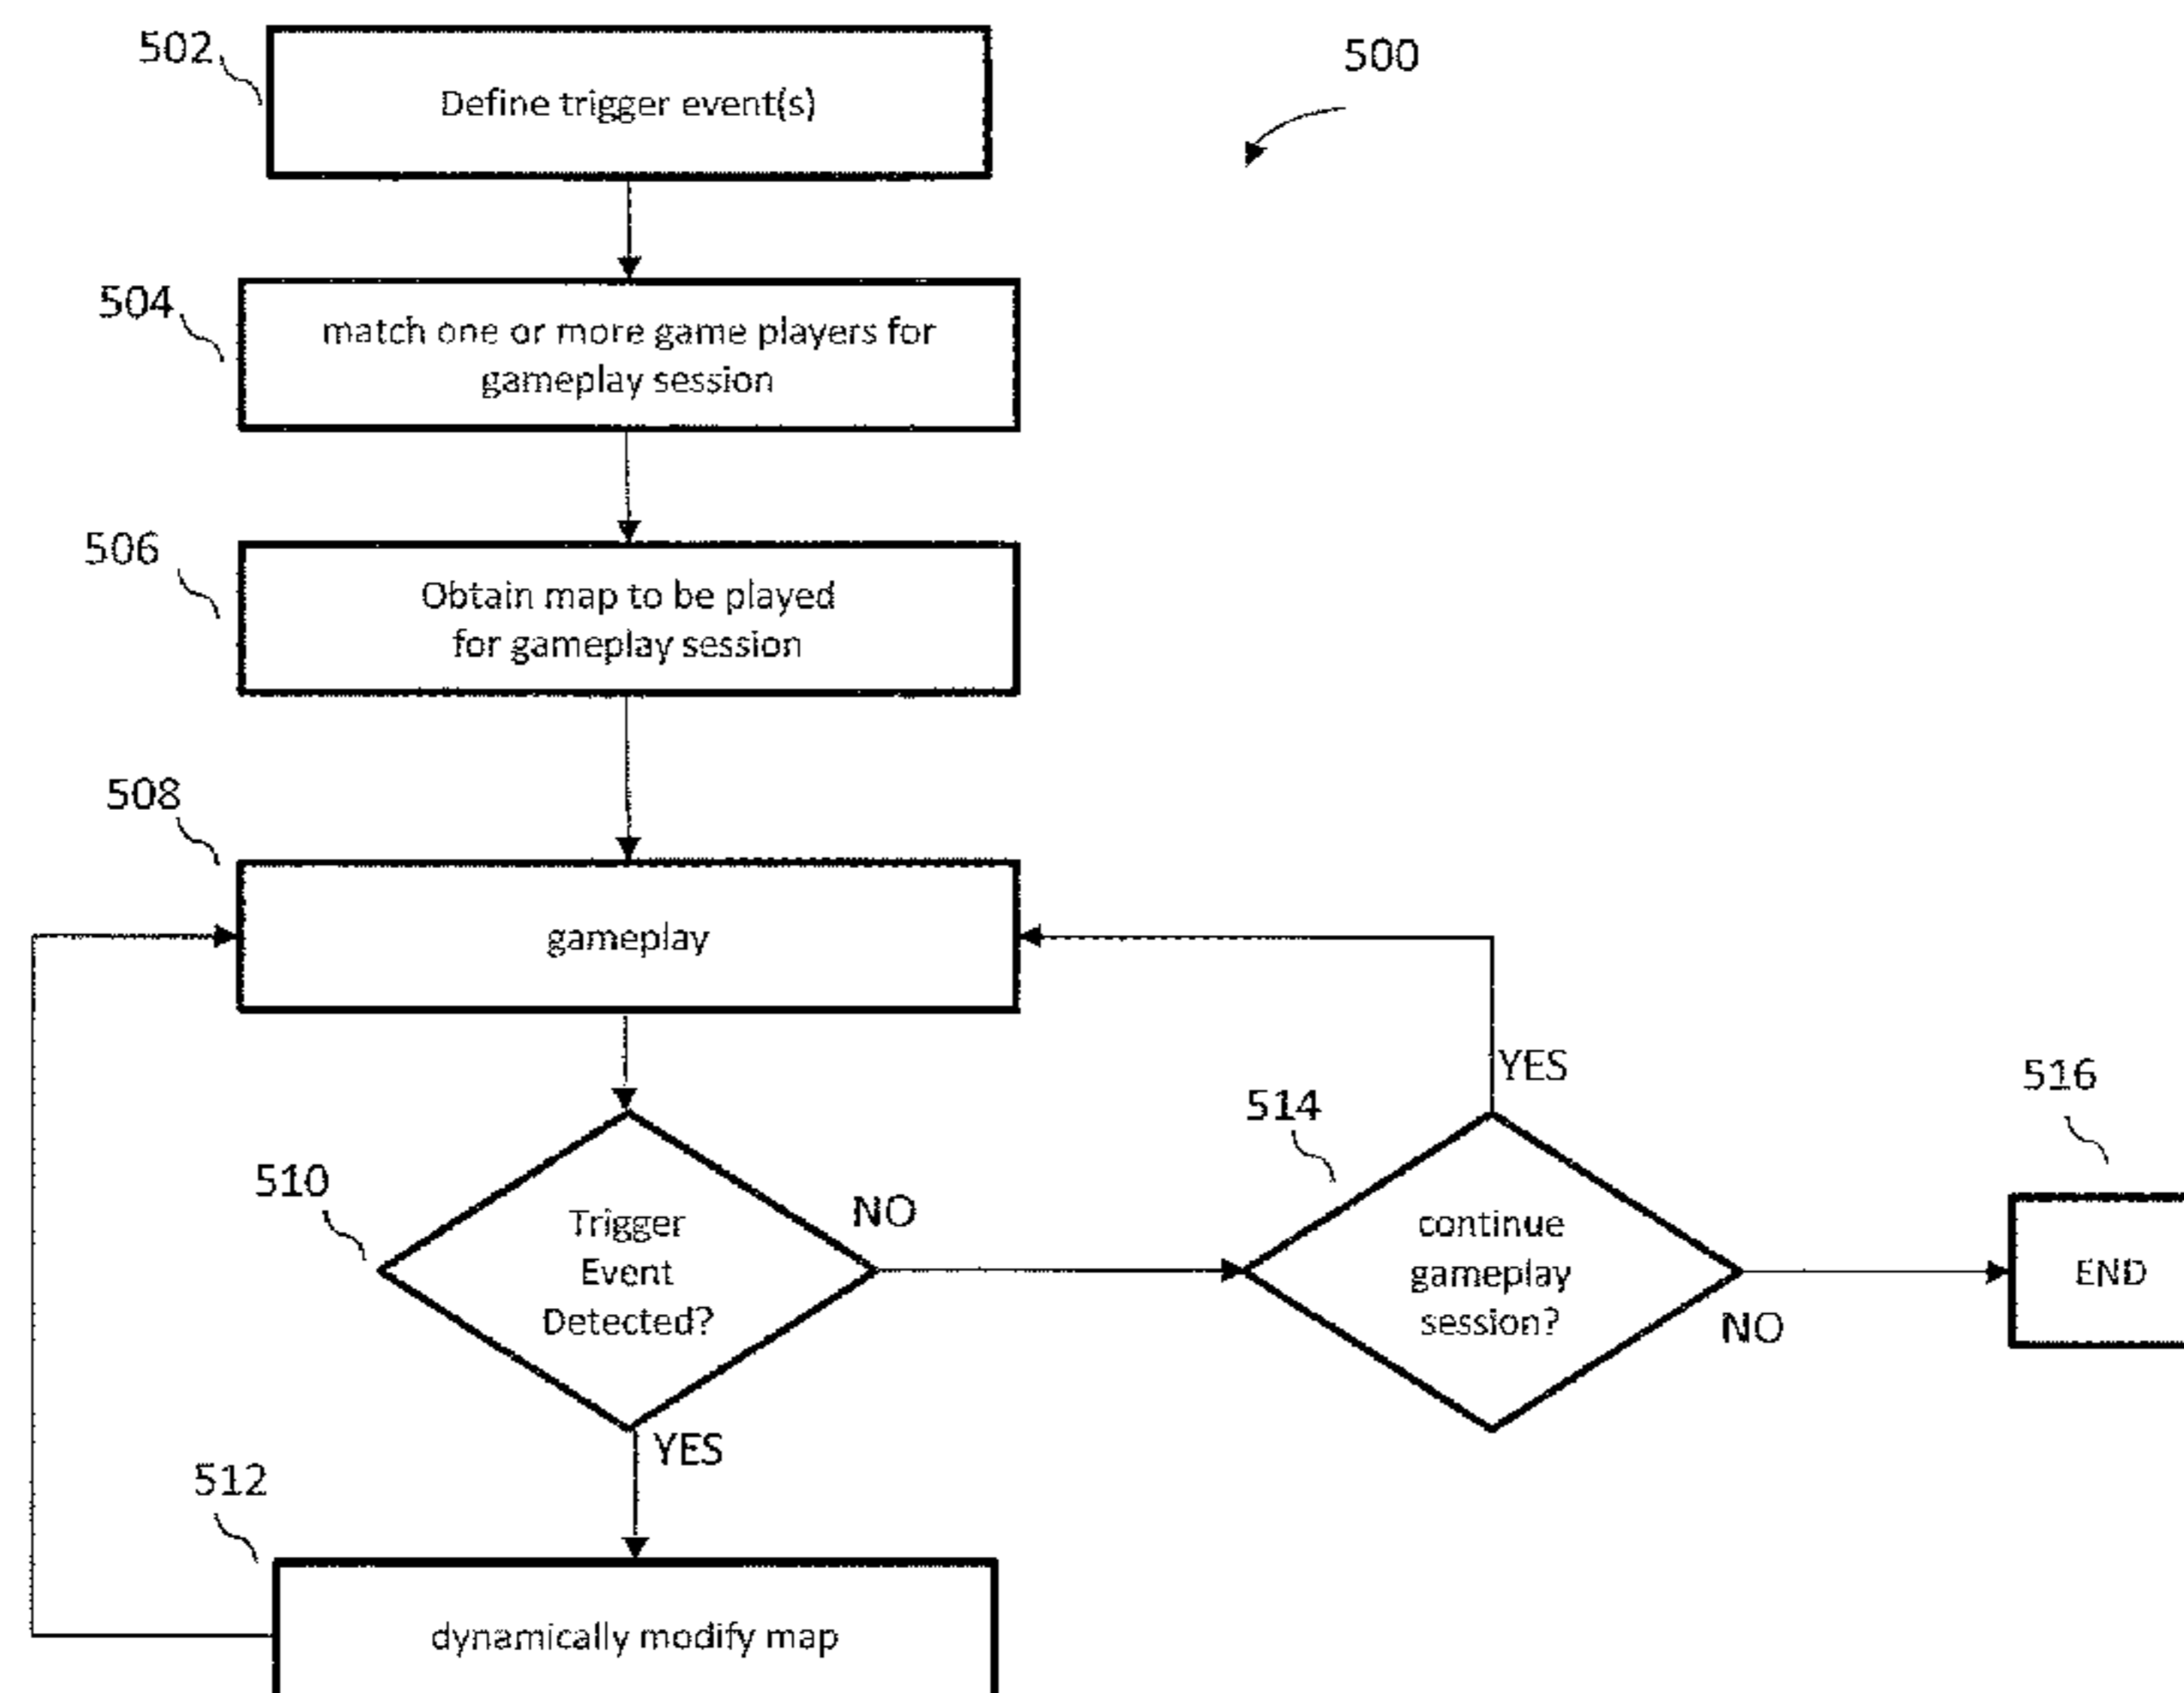 502
Define trigger event(s)
500
504
match one or more game players for
gameplay session
506
Obtain map to be played
for gameplay session
508
gameplay
510
Trigger
Event
Detected?
NO
YES
514
continue
gameplay
session?
YES
NO
516
END
512
dynamically modify map